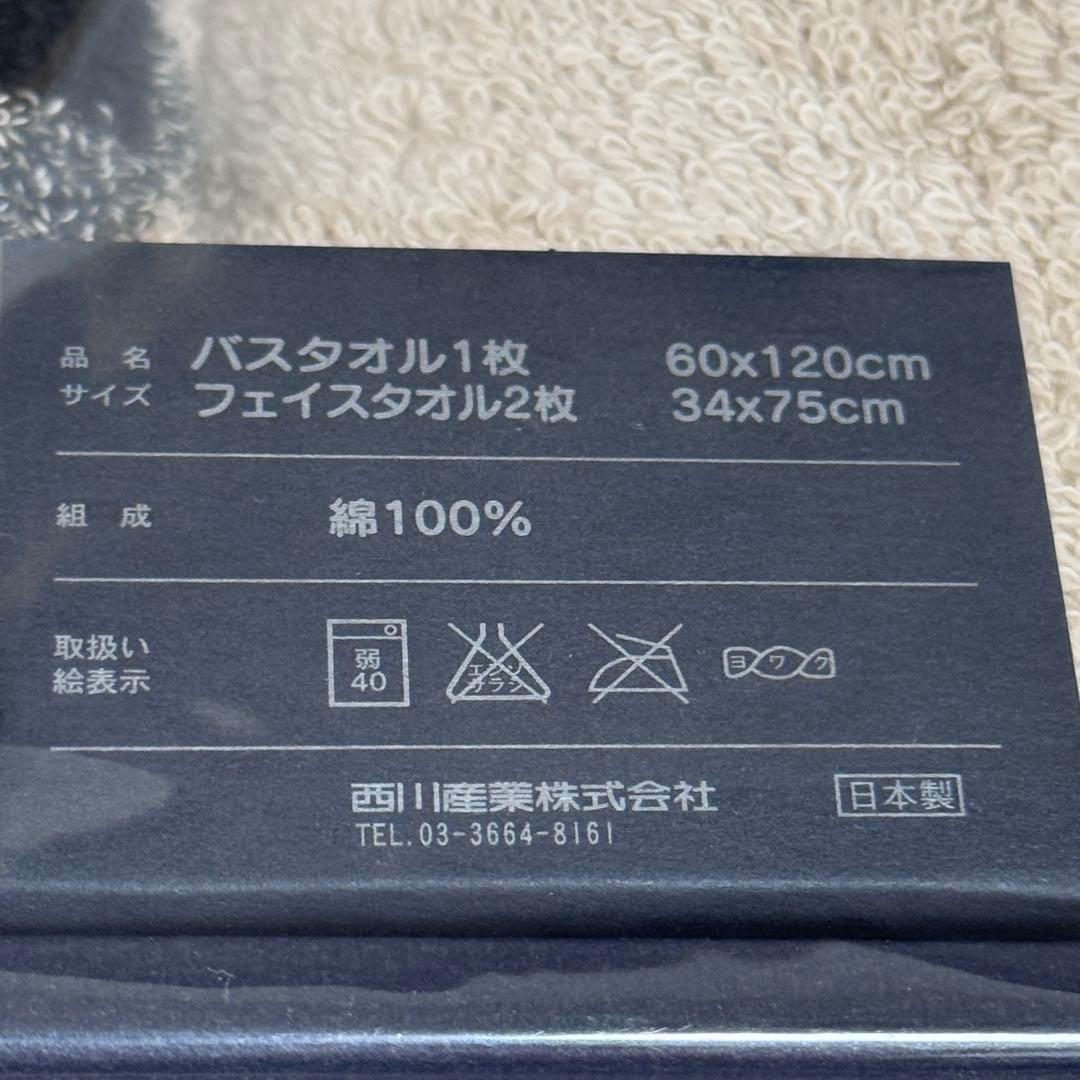 品名 バスタオル1枚 60x120cm
サイズ フェイスタオル2枚 34x75cm
組成 綿100%
取扱い
絵表示
弱
40
エンソ
サラシ
ヨワク
西川産業株式会社 日本製
TEL.03-3664-8161